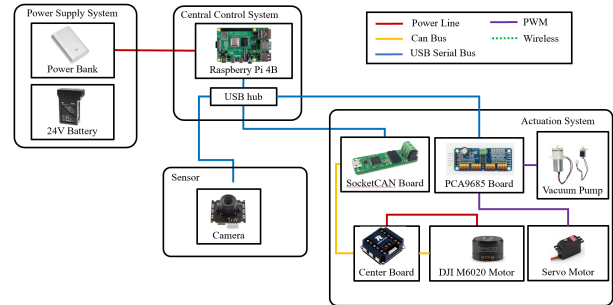 Power Supply System
Power Bank
24V Battery
Central Control System
Raspberry Pi 4B
USB hub
Power Line
PWM
Can Bus
Wireless
USB Serial Bus
Sensor
Camera
Actuation System
SocketCAN Board
PCA9685 Board
Vacuum Pump
Center Board
DJI M6020 Motor
Servo Motor